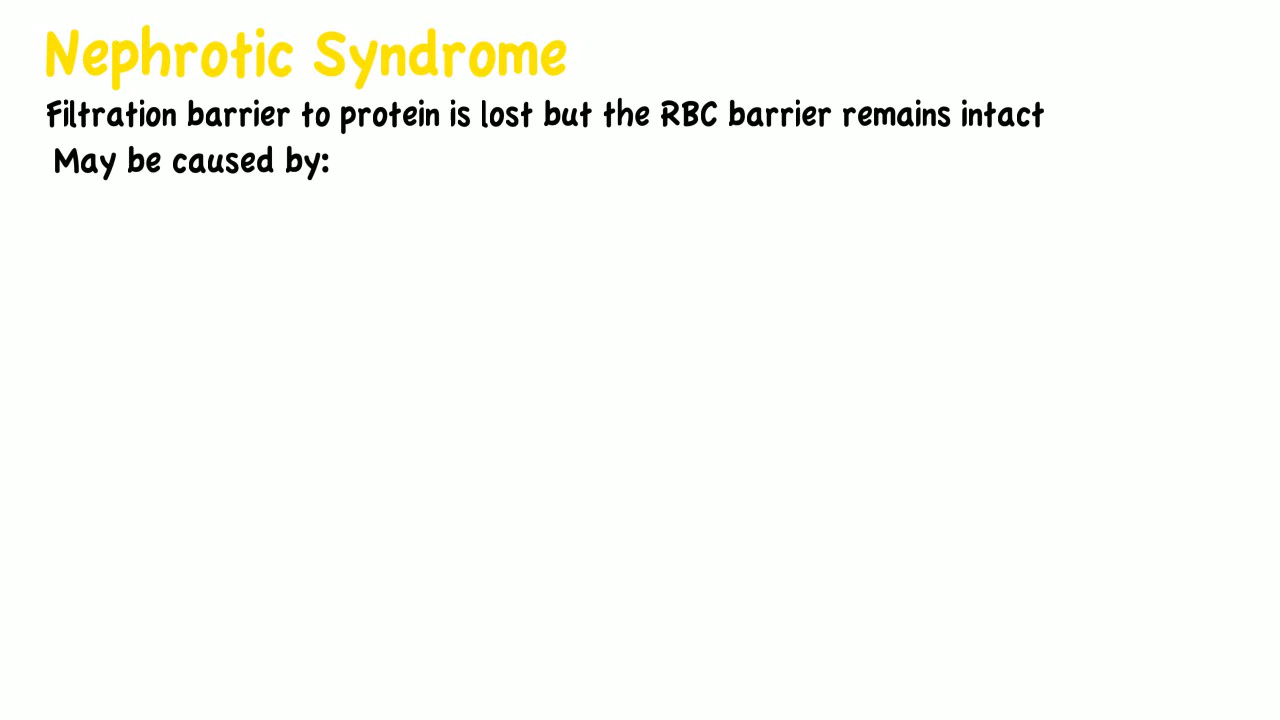 Nephrotic Syndrome
Filtration barrier to protein is lost but the RBC barrier remains intact
May be caused by: